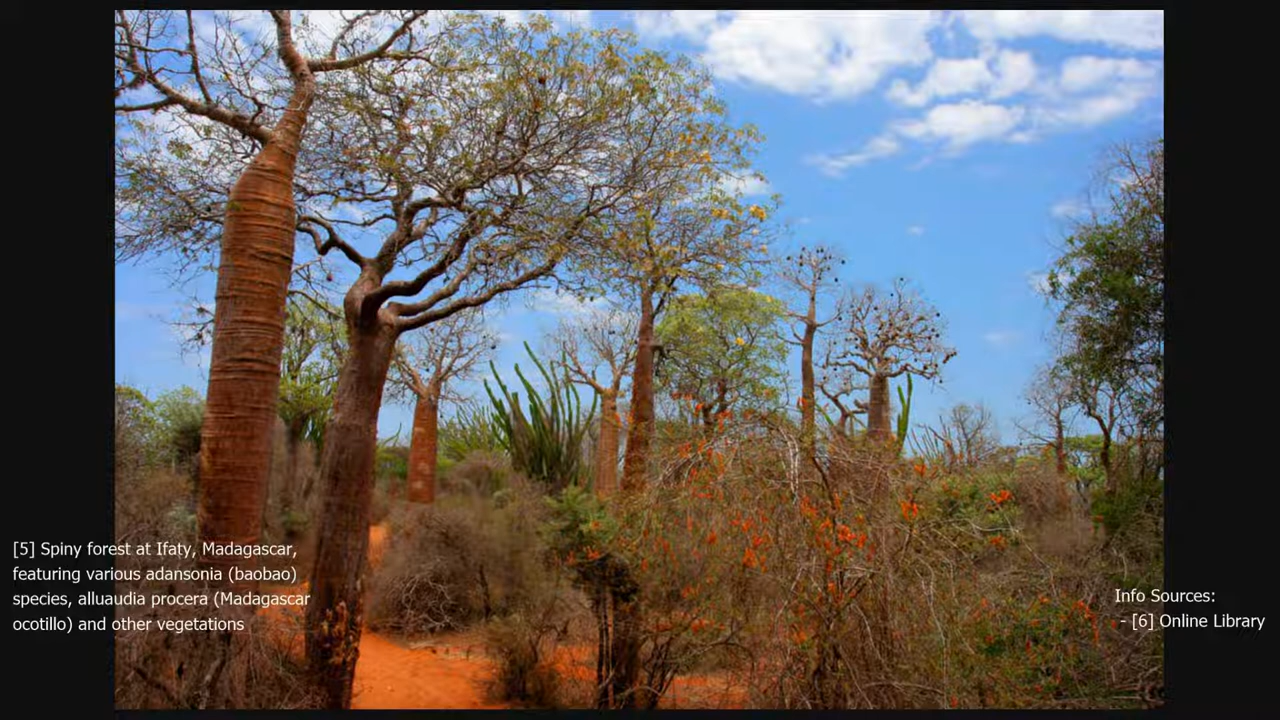 [5] Spiny forest at Ifaty, Madagascar,
featuring various adansonia (baobao)
species, alluaudia procera (Madagascar
ocotillo) and other vegetations
Info Sources:
- [6] Online Library